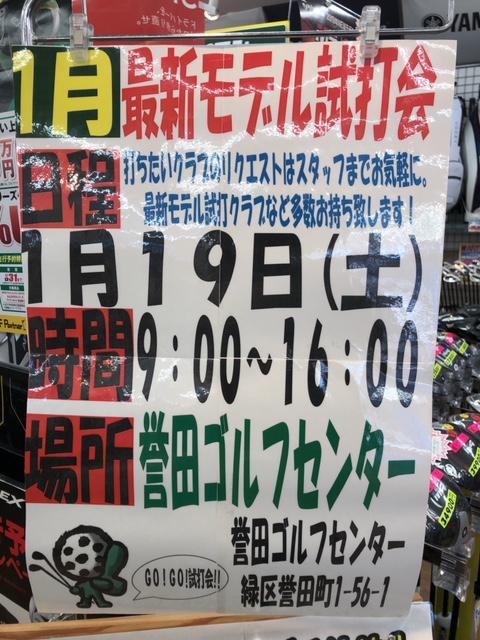 YAM
1月 最新モデル試打会
日程
打ちたいクラブのリクエストはスタッフまでお気軽に。
最新モデル試打クラブなど多数お持ち致します!
1月19日(土)
時間 9:00~16:00
場所 誉田ゴルフセンター
誉田ゴルフセンター
緑区誉田町1-56-1
GO!GO!試打会!!